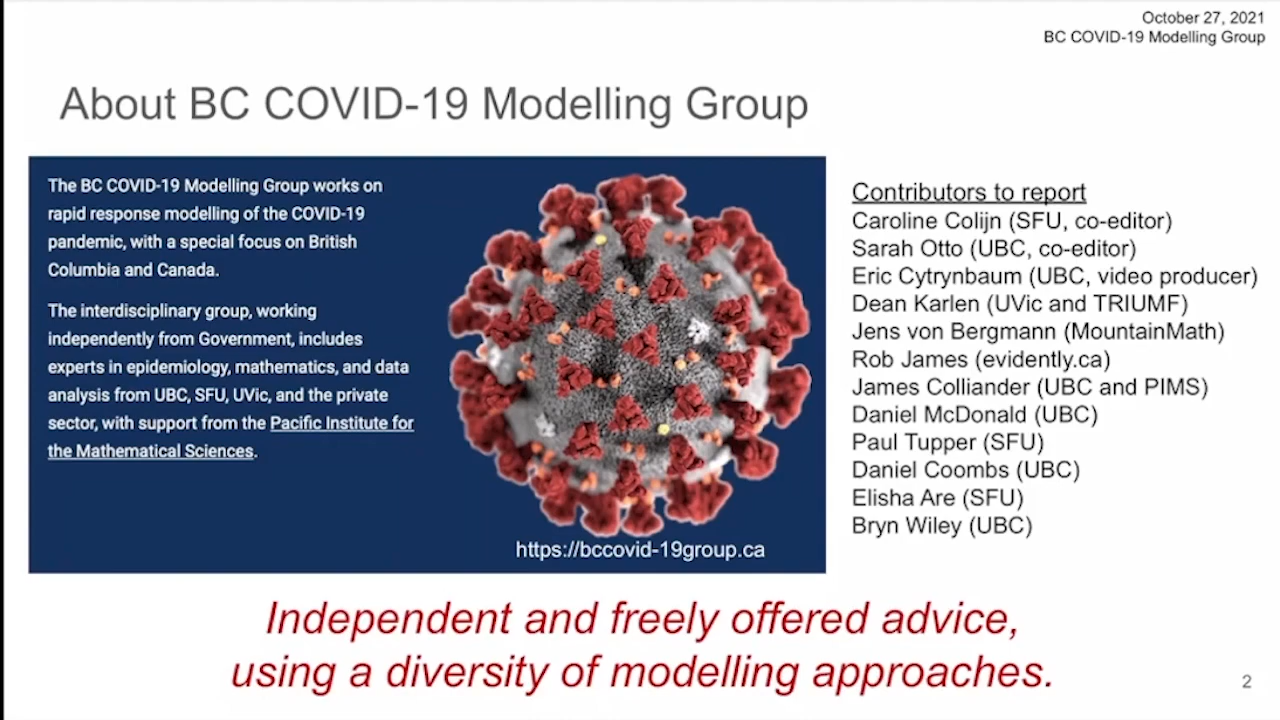 October 27, 2021
BC COVID-19 Modelling Group
About BC COVID-19 Modelling Group
The BC COVID-19 Modelling Group works on
rapid response modelling of the COVID-19
pandemic, with a special focus on British
Columbia and Canada.
The interdisciplinary group, working
independently from Government, includes
experts in epidemiology, mathematics, and data
analysis from UBC, SFU, UVic, and the private
sector, with support from the Pacific Institute for
the Mathematical Sciences.
https://bccovid-19group.ca
Contributors to report
Caroline Colijn (SFU, co-editor)
Sarah Otto (UBC, co-editor)
Eric Cytrynbaum (UBC, video producer)
Dean Karlen (UVic and TRIUMF)
Jens von Bergmann (MountainMath)
Rob James (evidently.ca)
James Colliander (UBC and PIMS)
Daniel McDonald (UBC)
Paul Tupper (SFU)
Daniel Coombs (UBC)
Elisha Are (SFU)
Bryn Wiley (UBC)
Independent and freely offered advice,
using a diversity of modelling approaches.
2